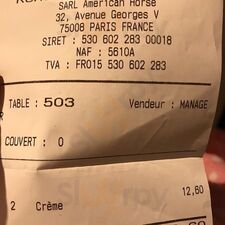 SARL American Horse
32, Avenue Georges V
75008 PARIS FRANCE
SIRET : 530 602 283 00018
NAF : 5610A
TVA : FR015 530 602 283
TABLE : 503 Vendeur : MANAGE
COUVERT : 0
2 Crème 12,60